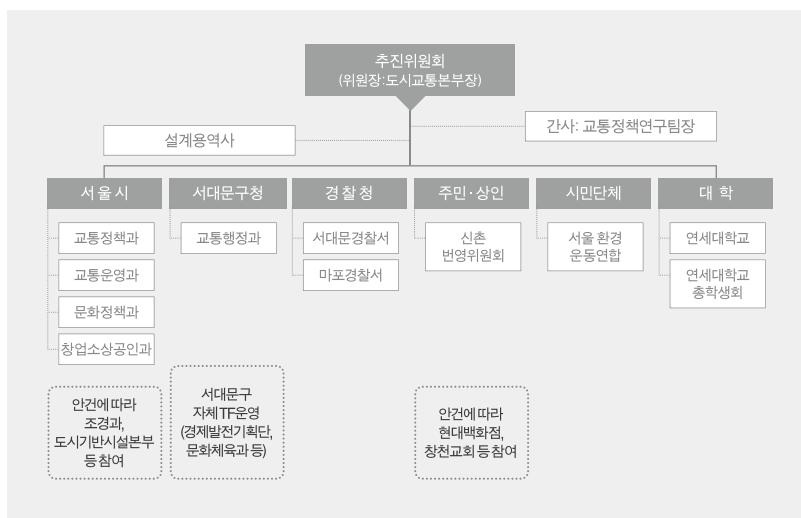 추진위원회
(위원장:도시교통본부장)
간사: 교통정책연구팀장
설계용역사
서울시
서대문구청
경찰청
주민·상인
시민단체
대학
교통정책과
교통운영과
문화정책과
창업소상공인과
교통행정과
서대문경찰서
마포경찰서
신촌
번영위원회
서울 환경
운동연합
연세대학교
연세대학교
총학생회
안건에 따라
조경과,
도시기반시설본부
등 참여
서대문구
자체 TF운영
(경제발전기획단,
문화체육과 등)
안건에 따라
현대백화점,
창천교회 등 참여